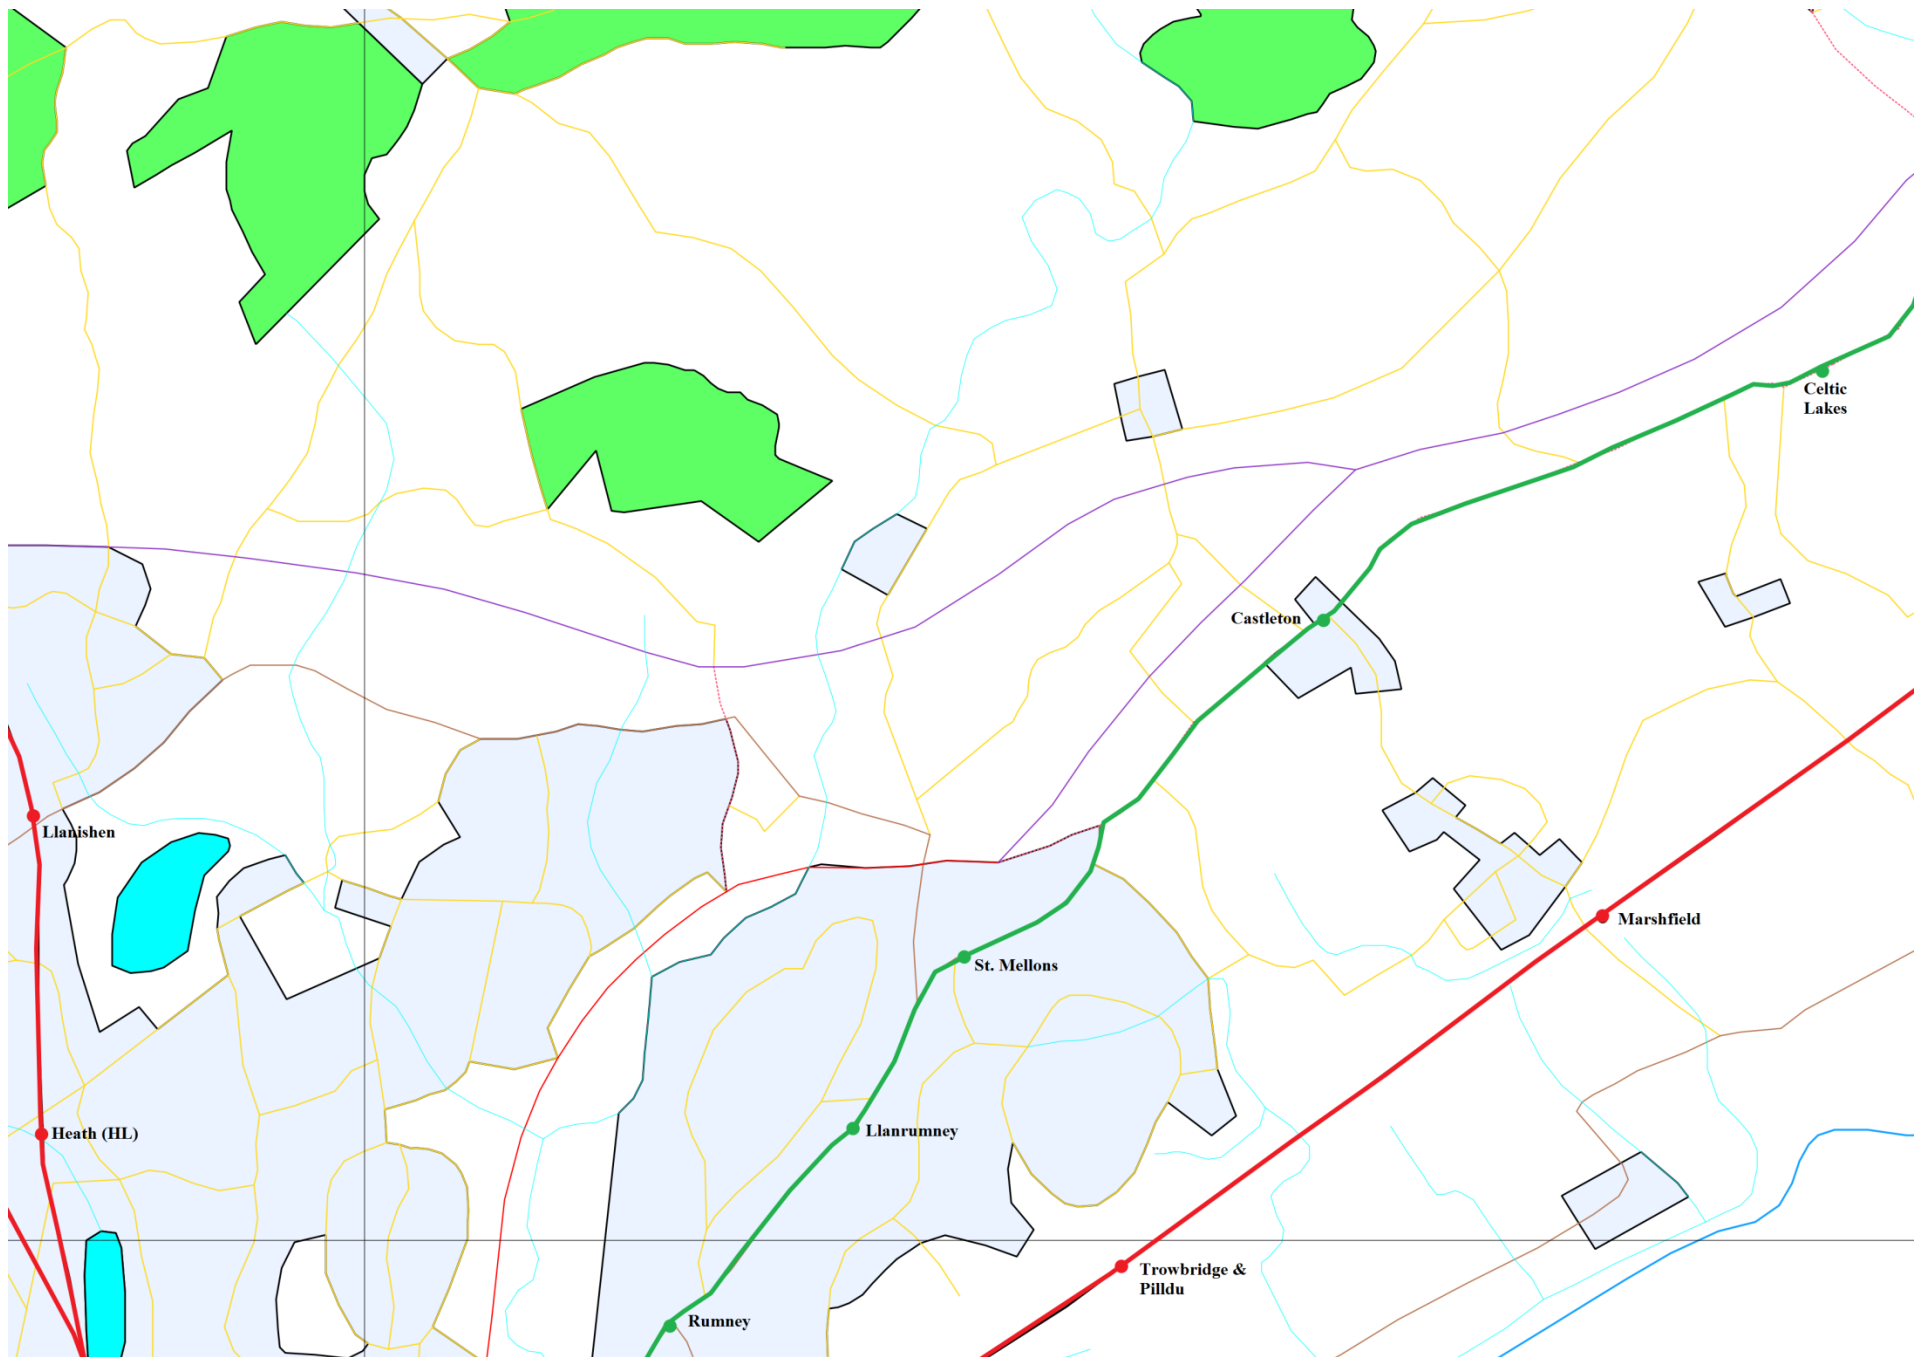 Celtic
Lakes
Castleton
Llanishen
Marshfield
St. Mellons
Llanrumney
Heath (HL)
Trowbridge &
Pilldu
Rumney